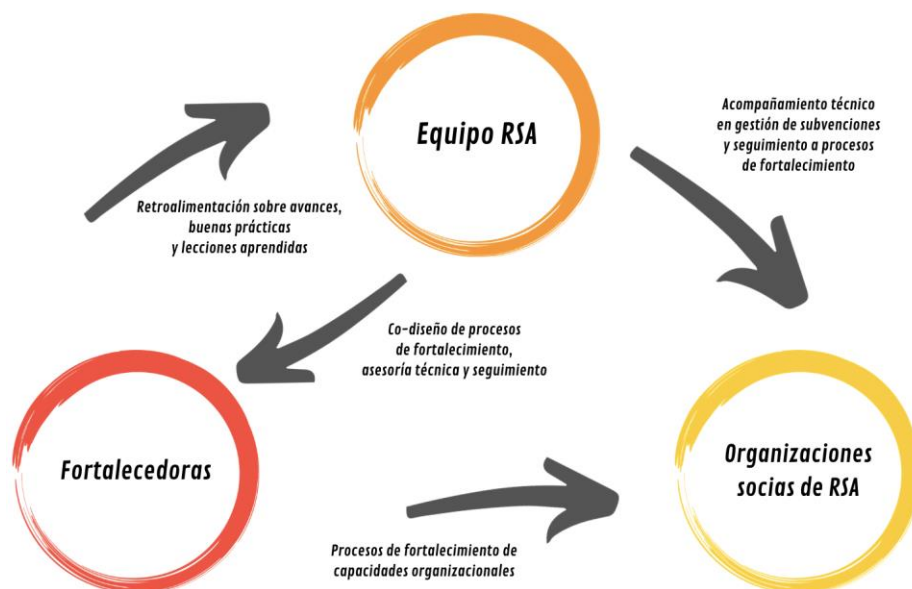 Equipo RSA
Acompañamiento técnico
en gestión de subvenciones
y seguimiento a procesos
de fortalecimiento
Retroalimentación sobre avances,
buenas prácticas
y lecciones aprendidas
Co-diseño de procesos
de fortalecimiento,
asesoría técnica y seguimiento
Fortalecedoras
Organizaciones
socias de RSA
Procesos de fortalecimiento de
capacidades organizacionales